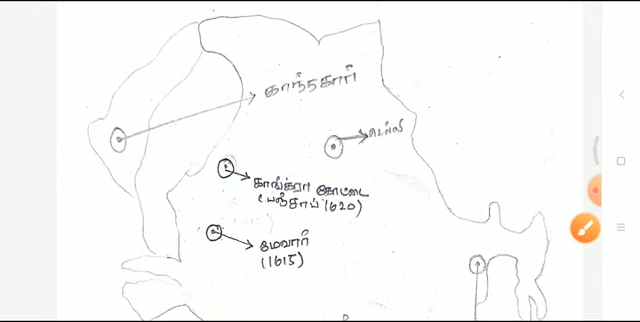 காந்தகார்
டெல்லி
காங்க்ரா கோட்டை
(பஞ்சாப் 1620)
மேவார்
(1615)